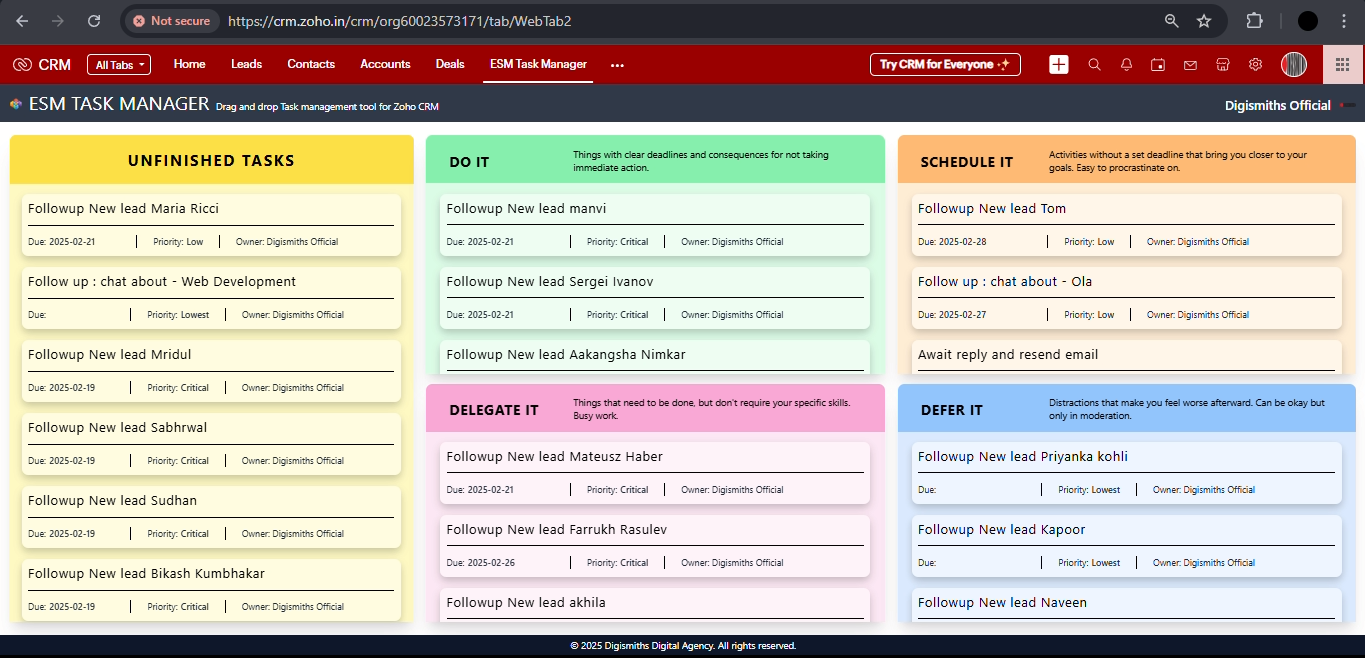 Not secure https://crm.zoho.in/crm/org60023573171/tab/WebTab2
CRM All Tabs Home Leads Contacts Accounts Deals ESM Task Manager ... Try CRM for Everyone
ESM TASK MANAGER Drag and drop Task management tool for Zoho CRM Digismiths Official
UNFINISHED TASKS
Followup New lead Maria Ricci
Due: 2025-02-21 Priority: Low Owner: Digismiths Official
Follow up : chat about - Web Development
Due: Priority: Lowest Owner: Digismiths Official
Followup New lead Mridul
Due: 2025-02-19 Priority: Critical Owner: Digismiths Official
Followup New lead Sabhrwal
Due: 2025-02-19 Priority: Critical Owner: Digismiths Official
Followup New lead Sudhan
Due: 2025-02-19 Priority: Critical Owner: Digismiths Official
Followup New lead Bikash Kumbhakar
Due: 2025-02-19 Priority: Critical Owner: Digismiths Official
DO IT
Things with clear deadlines and consequences for not taking
immediate action.
Followup New lead manvi
Due: 2025-02-21 Priority: Critical Owner: Digismiths Official
Followup New lead Sergei Ivanov
Due: 2025-02-21 Priority: Critical Owner: Digismiths Official
Followup New lead Aakangsha Nimkar
SCHEDULE IT
Activities without a set deadline that bring you closer to your
goals. Easy to procrastinate on.
Followup New lead Tom
Due: 2025-02-28 Priority: Low Owner: Digismiths Official
Follow up : chat about - Ola
Due: 2025-02-27 Priority: Low Owner: Digismiths Official
Await reply and resend email
DELEGATE IT
Things that need to be done, but don't require your specific skills.
Busy work.
Followup New lead Mateusz Haber
Due: 2025-02-21 Priority: Critical Owner: Digismiths Official
Followup New lead Farrukh Rasulev
Due: 2025-02-26 Priority: Critical Owner: Digismiths Official
Followup New lead akhila
DEFER IT
Distractions that make you feel worse afterward. Can be okay but
only in moderation.
Followup New lead Priyanka kohli
Due: Priority: Lowest Owner: Digismiths Official
Followup New lead Kapoor
Due: Priority: Lowest Owner: Digismiths Official
Followup New lead Naveen
© 2025 Digismiths Digital Agency. All rights reserved.